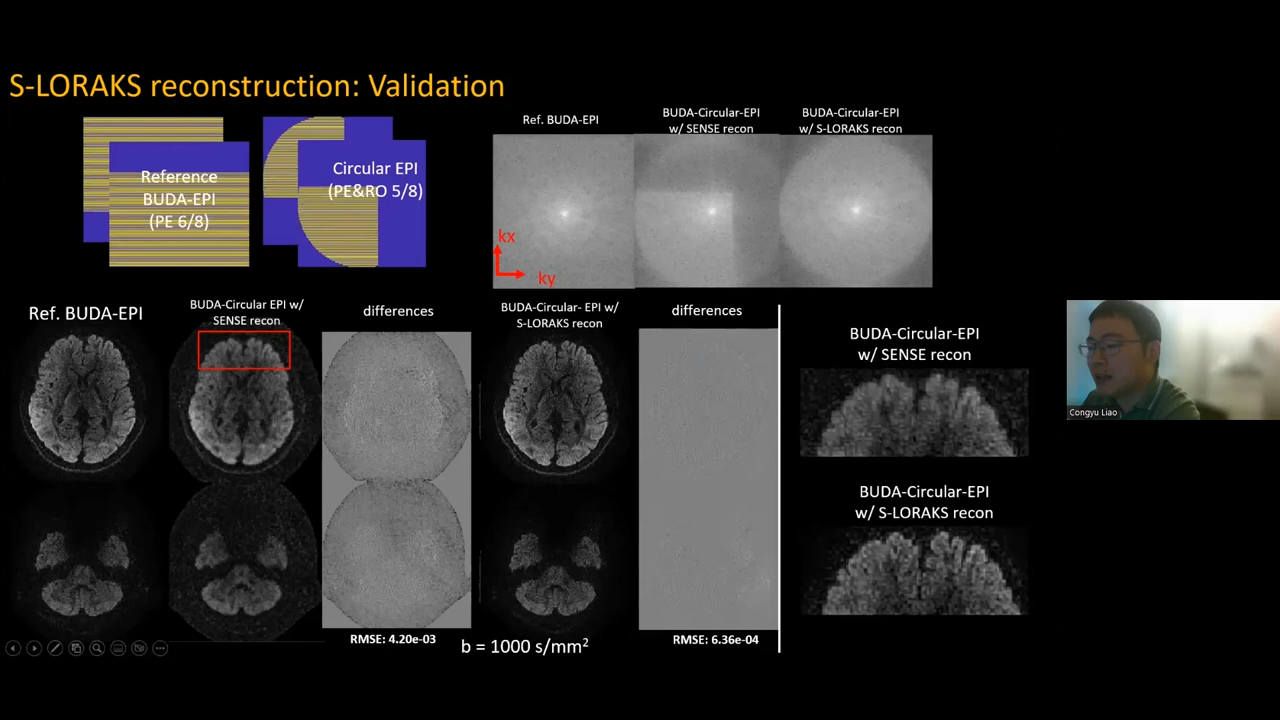 S-LORAKS reconstruction: Validation
Reference
BUDA-EPI
(PE 6/8)
Circular EPI
(PE&RO 5/8)
Ref. BUDA-EPI
BUDA-Circular-EPI
w/ SENSE recon
BUDA-Circular-EPI
w/ S-LORAKS recon
kx
ky
Ref. BUDA-EPI
BUDA-Circular EPI w/
SENSE recon
differences
BUDA-Circular- EPI w/
S-LORAKS recon
differences
BUDA-Circular-EPI
w/ SENSE recon
BUDA-Circular-EPI
w/ S-LORAKS recon
RMSE: 4.20e-03
b = 1000 s/mm²
RMSE: 6.36e-04
Congyu Liao